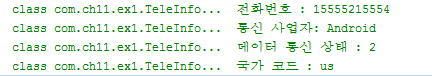 class com.ch11.ex1.TeleInfo... 전화번호 : 15555215554
class com.ch11.ex1.TeleInfo... 통신 사업자: Android
class com.ch11.ex1.TeleInfo... 데이터 통신 상태 : 2
class com.ch11.ex1.TeleInfo... 국가 코드 : us